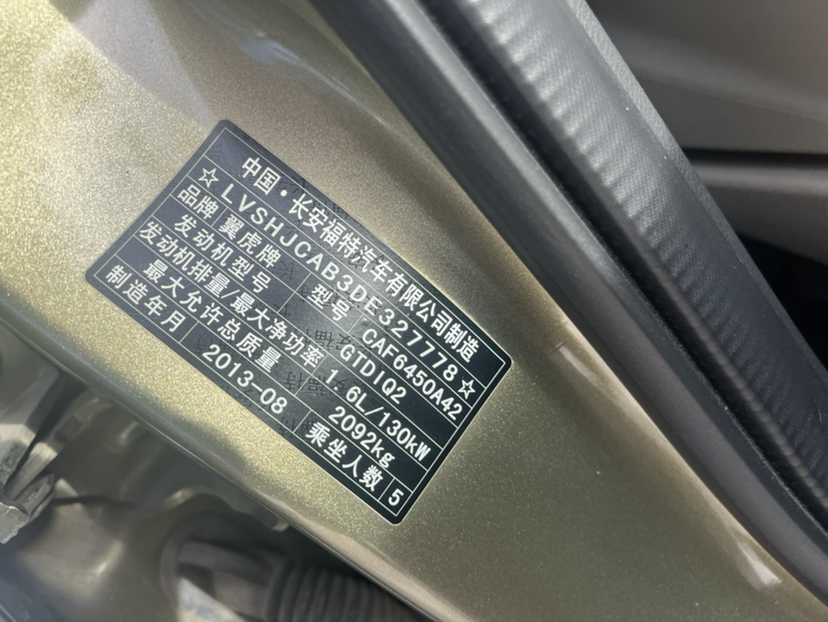 中国·长安福特汽车有限公司制造
☆LVSHJCAB3DE327778☆
品牌 翼虎牌 型号 CAF6450A42
发动机型号 GTDIQ2
发动机排量/最大净功率 1.6L/130kW
最大允许总质量 2092kg
制造年月 2013-08 乘坐人数 5